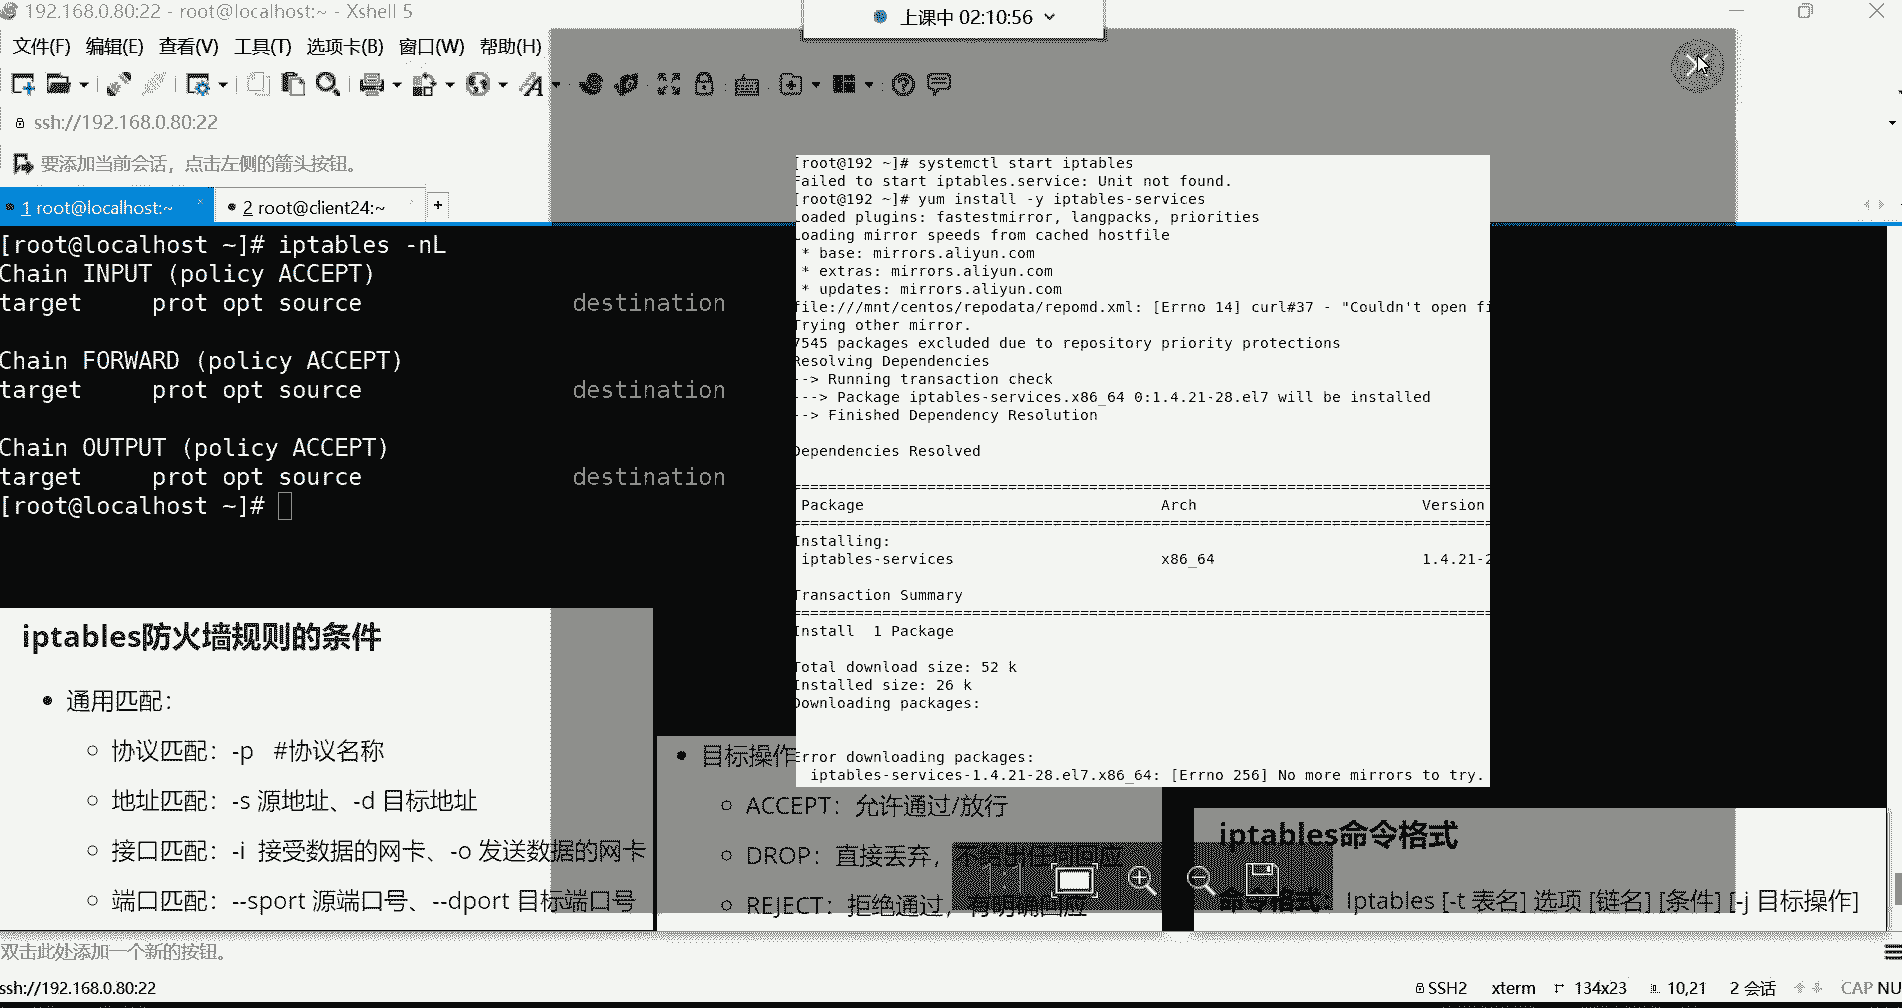 192.168.0.80:22 - root@localhost:~ - Xshell 5
上课中 02:10:56
文件(F) 编辑(E) 查看(V) 工具(T) 选项卡(B) 窗口(W) 帮助(H)
ssh://192.168.0.80:22
要添加当前会话，点击左侧的箭头按钮。
1 root@localhost:~
2 root@client24:~
[root@localhost ~]# iptables -nL
Chain INPUT (policy ACCEPT)
target prot opt source destination
Chain FORWARD (policy ACCEPT)
target prot opt source destination
Chain OUTPUT (policy ACCEPT)
target prot opt source destination
[root@localhost ~]#
[root@192 ~]# systemctl start iptables
Failed to start iptables.service: Unit not found.
[root@192 ~]# yum install -y iptables-services
Loaded plugins: fastestmirror, langpacks, priorities
Loading mirror speeds from cached hostfile
* base: mirrors.aliyun.com
* extras: mirrors.aliyun.com
* updates: mirrors.aliyun.com
file:///mnt/centos/repodata/repomd.xml: [Errno 14] curl#37 - "Couldn't open fi
Trying other mirror.
7545 packages excluded due to repository priority protections
Resolving Dependencies
--> Running transaction check
---> Package iptables-services.x86_64 0:1.4.21-28.el7 will be installed
--> Finished Dependency Resolution
Dependencies Resolved
Package Arch Version
Installing:
iptables-services x86_64 1.4.21-2
Transaction Summary
Install 1 Package
Total download size: 52 k
Installed size: 26 k
Downloading packages:
Error downloading packages:
iptables-services-1.4.21-28.el7.x86_64: [Errno 256] No more mirrors to try.
iptables防火墙规则的条件
• 通用匹配：
○ 协议匹配：-p #协议名称
○ 地址匹配：-s 源地址、-d 目标地址
○ 接口匹配：-i 接受数据的网卡、-o 发送数据的网卡
○ 端口匹配：--sport 源端口号、--dport 目标端口号
• 目标操作
○ ACCEPT：允许通过/放行
○ DROP：直接丢弃，不给出任何回应
○ REJECT：拒绝通过，有明确回应
iptables命令格式
命令格式：Iptables [-t 表名] 选项 [链名] [条件] [-j 目标操作]
双击此处添加一个新的按钮。
ssh://192.168.0.80:22
SSH2 xterm 134x23 10,21 2 会话 CAP NU